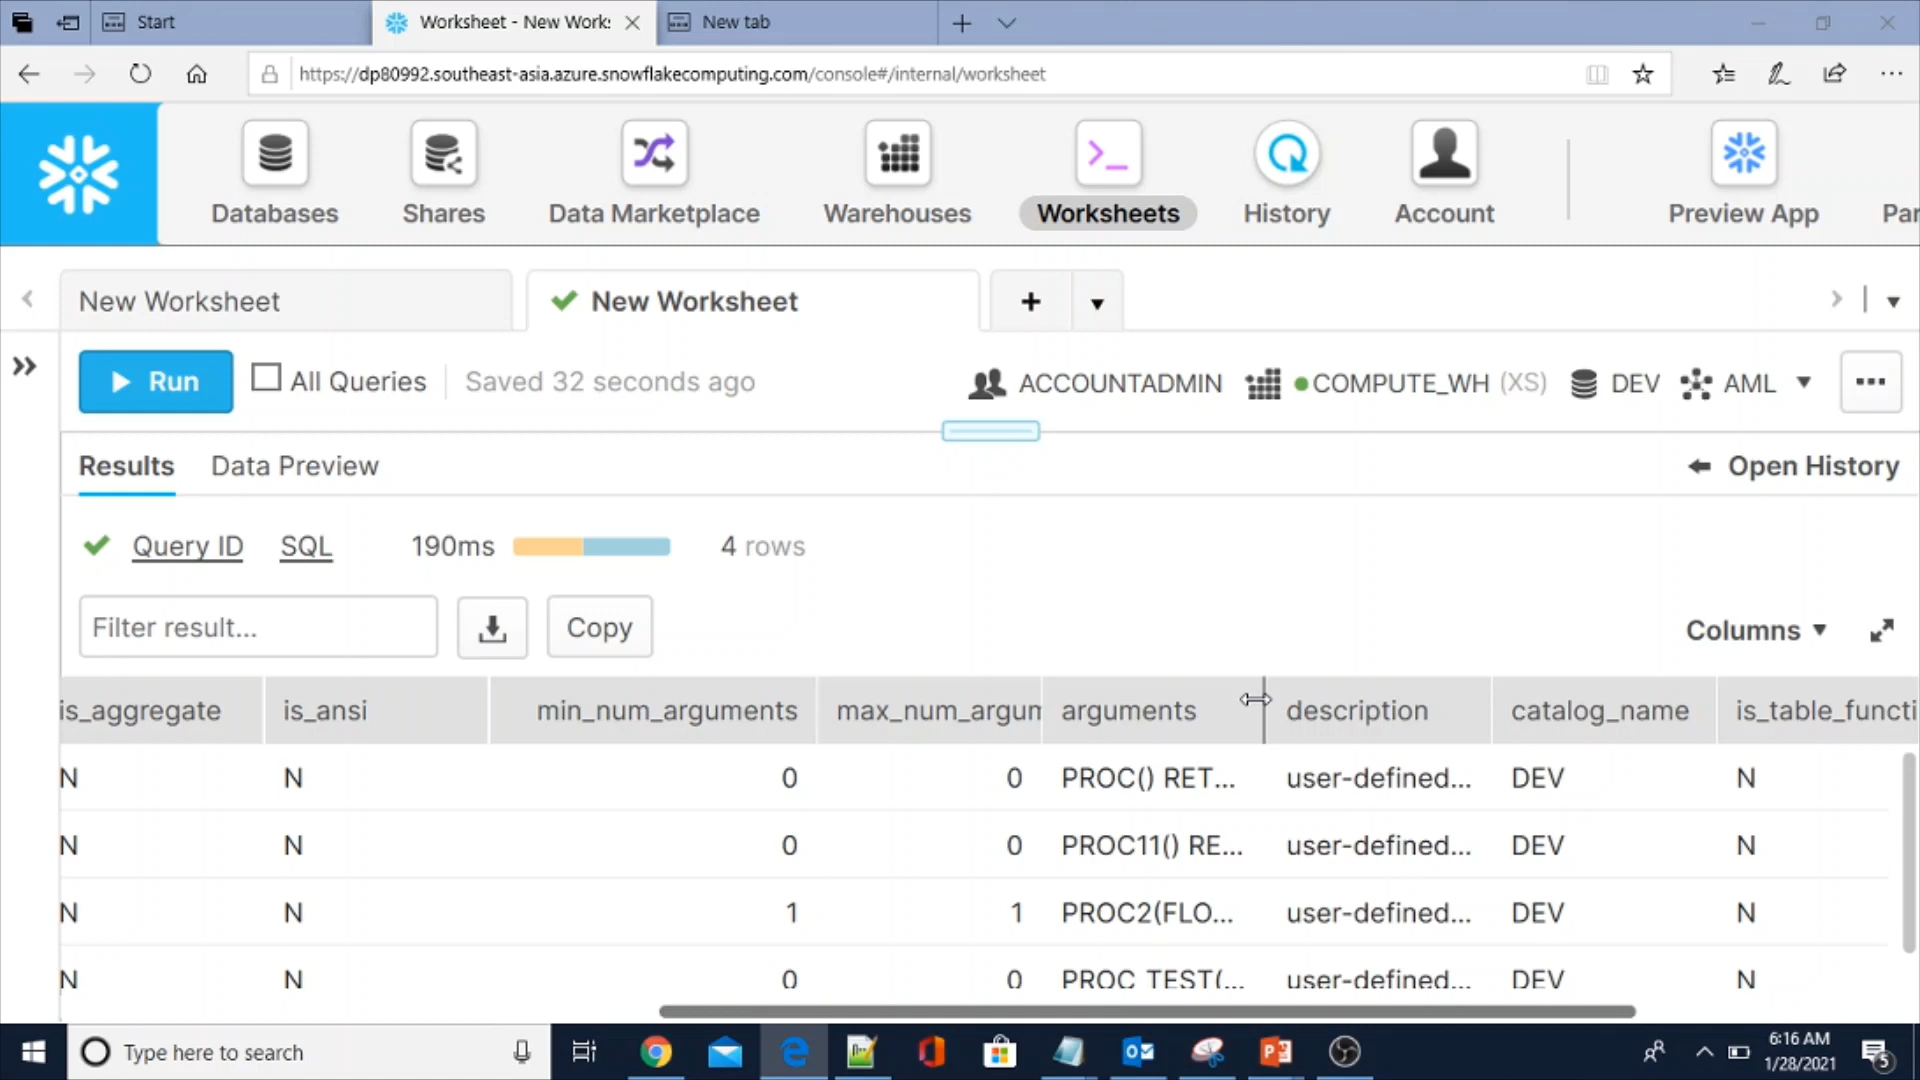 Start
Worksheet - New Work:
New tab
https://dp80992.southeast-asia.azure.snowflakecomputing.com/console#/internal/worksheet
Databases
Shares
Data Marketplace
Warehouses
Worksheets
History
Account
Preview App
Par
New Worksheet
New Worksheet
Run
All Queries
Saved 32 seconds ago
ACCOUNTADMIN
COMPUTE_WH (XS)
DEV
AML
Results
Data Preview
Open History
Query ID
SQL
190ms
4 rows
Filter result...
Copy
Columns
is_aggregate is_ansi min_num_arguments max_num_argum arguments description catalog_name is_table_functi
N N 0 0 PROC() RET... user-defined... DEV N
N N 0 0 PROC11() RE... user-defined... DEV N
N N 1 1 PROC2(FLO... user-defined... DEV N
N N 0 0 PROC_TEST(... user-defined... DEV N
Type here to search
6:16 AM
1/28/2021
5